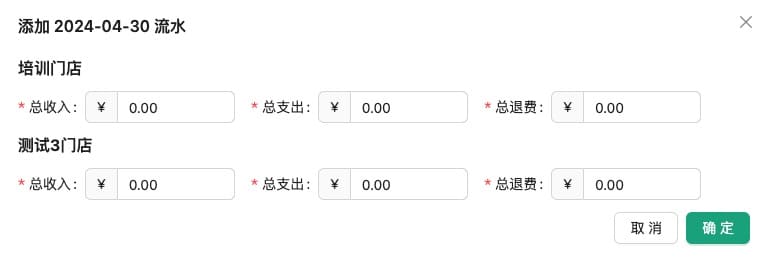 添加 2024-04-30 流水
培训门店
* 总收入: ¥ 0.00 * 总支出: ¥ 0.00 * 总退费: ¥ 0.00
测试3门店
* 总收入: ¥ 0.00 * 总支出: ¥ 0.00 * 总退费: ¥ 0.00
取 消 确 定